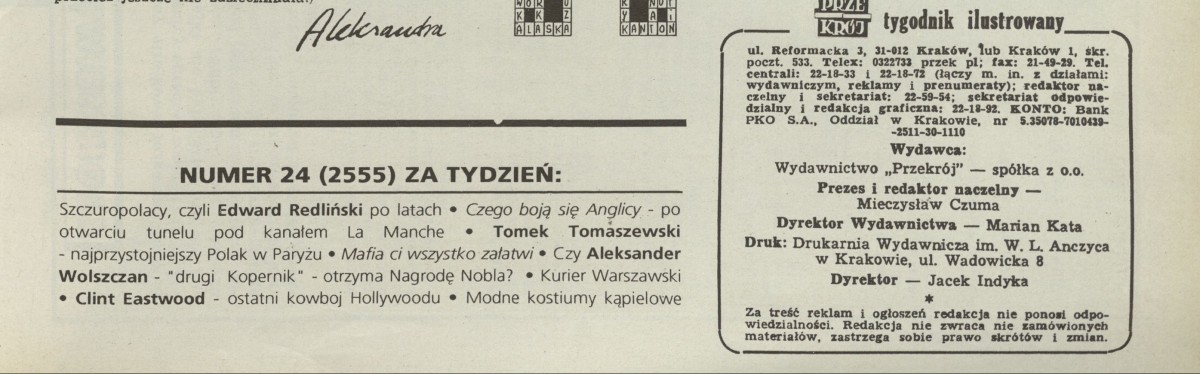 Aleksandra
ALASKA
KANTON
NUMER 24 (2555) ZA TYDZIEŃ:
Szczuropolacy, czyli Edward Redliński po latach • Czego boją się Anglicy - po
otwarciu tunelu pod kanałem La Manche • Tomek Tomaszewski
- najprzystojniejszy Polak w Paryżu • Mafia ci wszystko załatwi • Czy Aleksander
Wolszczan - "drugi Kopernik" - otrzyma Nagrodę Nobla? • Kurier Warszawski
• Clint Eastwood - ostatni kowboj Hollywoodu • Modne kostiumy kąpielowe
PRZE
KRÓJ tygodnik ilustrowany
ul. Reformacka 3, 31-012 Kraków, lub Kraków 1, skr.
poczt. 533. Telex: 0322733 przek pl; fax: 21-49-29. Tel.
centrali: 22-18-33 i 22-18-72 (łączy m. in. z działami:
wydawniczym, reklamy i prenumeraty); redaktor na-
czelny i sekretariat: 22-59-54; sekretariat odpowie-
dzialny i redakcja graficzna: 22-18-92. KONTO: Bank
PKO S.A., Oddział w Krakowie, nr 5.35078-7010439-
-2511-30-1110
Wydawca:
Wydawnictwo „Przekrój" — spółka z o.o.
Prezes i redaktor naczelny —
Mieczysław Czuma
Dyrektor Wydawnictwa — Marian Kata
Druk: Drukarnia Wydawnicza im. W. L. Anczyca
w Krakowie, ul. Wadowicka 8
Dyrektor — Jacek Indyka
*
Za treść reklam i ogłoszeń redakcja nie ponosi odpo-
wiedzialności. Redakcja nie zwraca nie zamówionych
materiałów, zastrzega sobie prawo skrótów i zmian.